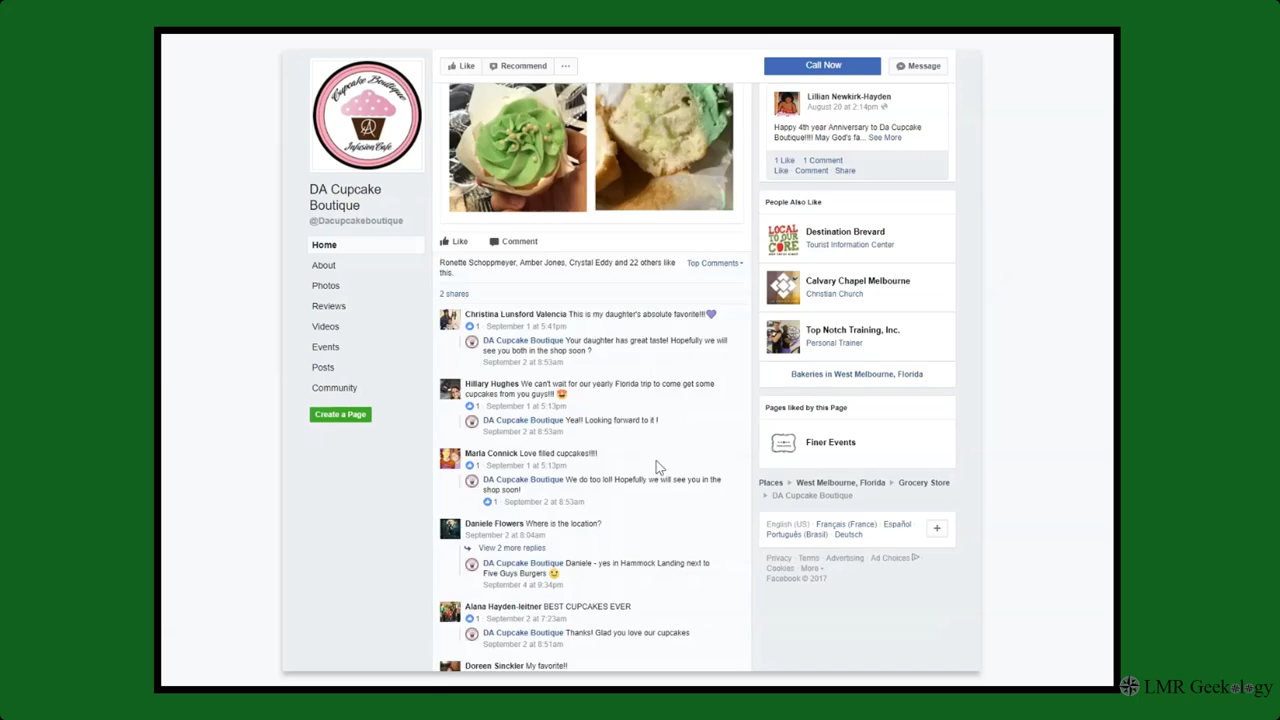 Cupcake Boutique
Infusion Cafe
DA Cupcake
Boutique
@Dacupcakeboutique
Home
About
Photos
Reviews
Videos
Events
Posts
Community
Create a Page
Like Recommend ...
Call Now Message
Like Comment
Ronette Schoppmeyer, Amber Jones, Crystal Eddy and 22 others like
this.
Top Comments
2 shares
Christina Lunsford Valencia This is my daughter's absolute favorite!!!💜
1 · September 1 at 5:41pm
DA Cupcake Boutique Your daughter has great taste! Hopefully we will
see you both in the shop soon ?
September 2 at 8:53am
Hillary Hughes We can't wait for our yearly Florida trip to come get some
cupcakes from you guys!!!! 😍
1 · September 1 at 5:13pm
DA Cupcake Boutique Yea!! Looking forward to it !
September 2 at 8:53am
Marla Connick Love filled cupcakes!!!!
1 · September 1 at 5:13pm
DA Cupcake Boutique We do too lol! Hopefully we will see you in the
shop soon!
1 · September 2 at 8:53am
Daniele Flowers Where is the location?
September 2 at 8:04am
View 2 more replies
DA Cupcake Boutique Daniele - yes in Hammock Landing next to
Five Guys Burgers
September 4 at 9:34pm
Alana Hayden-leitner BEST CUPCAKES EVER
1 · September 2 at 7:23am
DA Cupcake Boutique Thanks! Glad you love our cupcakes
September 2 at 8:51am
Doreen Sinckler My favorite!!
Lillian Newkirk-Hayden
August 20 at 2:14pm
Happy 4th year Anniversary to Da Cupcake
Boutique!!!! May God's fa... See More
1 Like 1 Comment
Like · Comment · Share
People Also Like
Destination Brevard
Tourist Information Center
LOCAL
TO OUR
CORE
Calvary Chapel Melbourne
Christian Church
Top Notch Training, Inc.
Personal Trainer
Bakeries in West Melbourne, Florida
Pages liked by this Page
Finer Events
Places West Melbourne, Florida Grocery Store
DA Cupcake Boutique
English (US) · Français (France) · Español ·
Português (Brasil) · Deutsch
+
Privacy · Terms · Advertising · Ad Choices
Cookies · More
Facebook © 2017
LMR Geekology